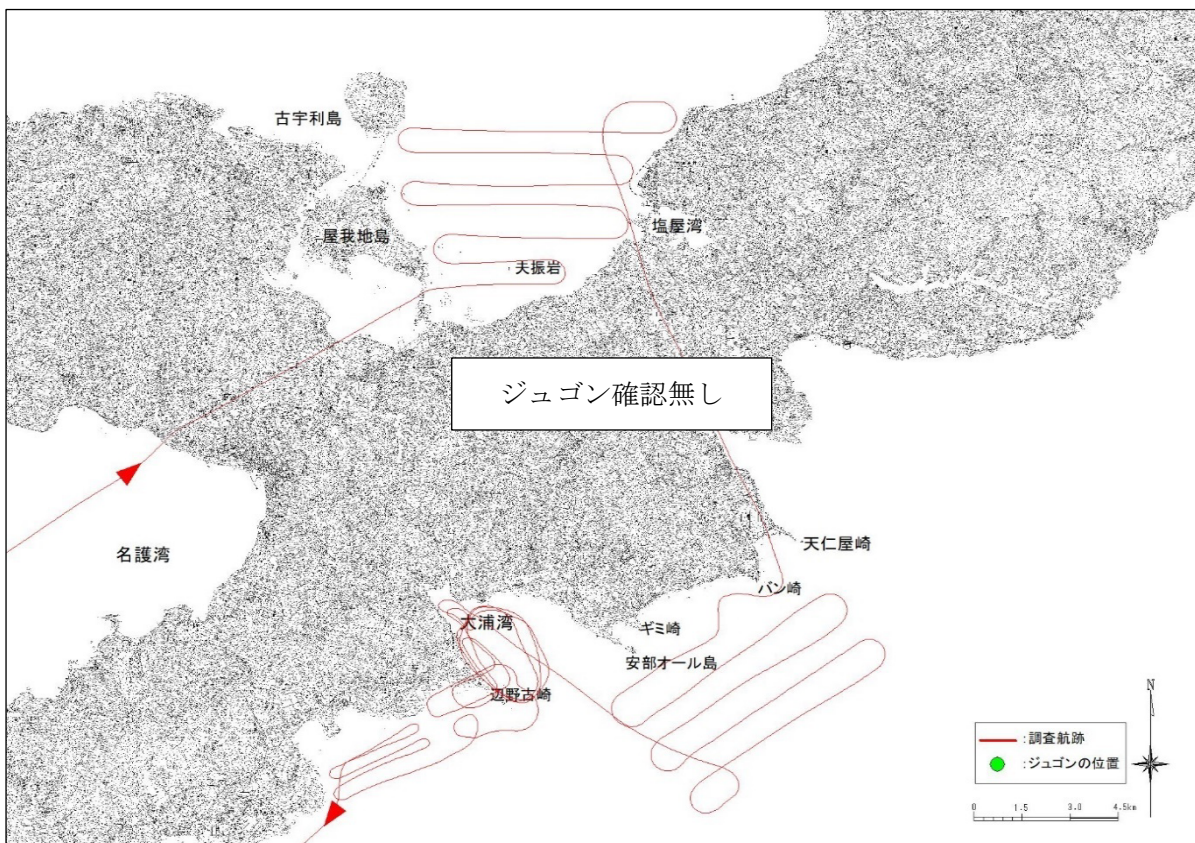 古宇利島
屋我地島
塩屋湾
夫振岩
ジュゴン確認無し
名護湾
天仁屋崎
バン崎
大浦湾
ギミ崎
安部オール島
辺野古崎
N
:調査航跡
:ジュゴンの位置
0 1.5 3.0 4.5km